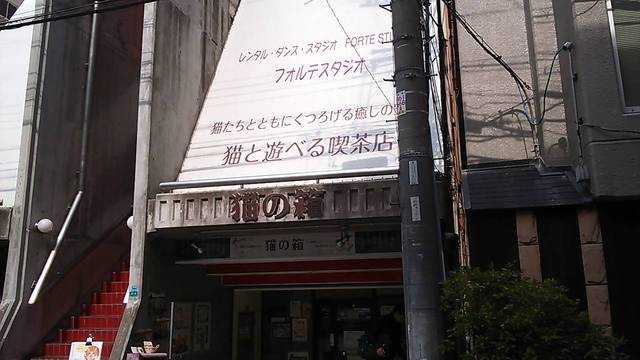 レンタル・ダンス・スタジオ FORTE STU
フォルテスタジオ
猫たちとともにくつろげる癒しの
猫と遊べる喫茶店
猫の箱
猫の箱